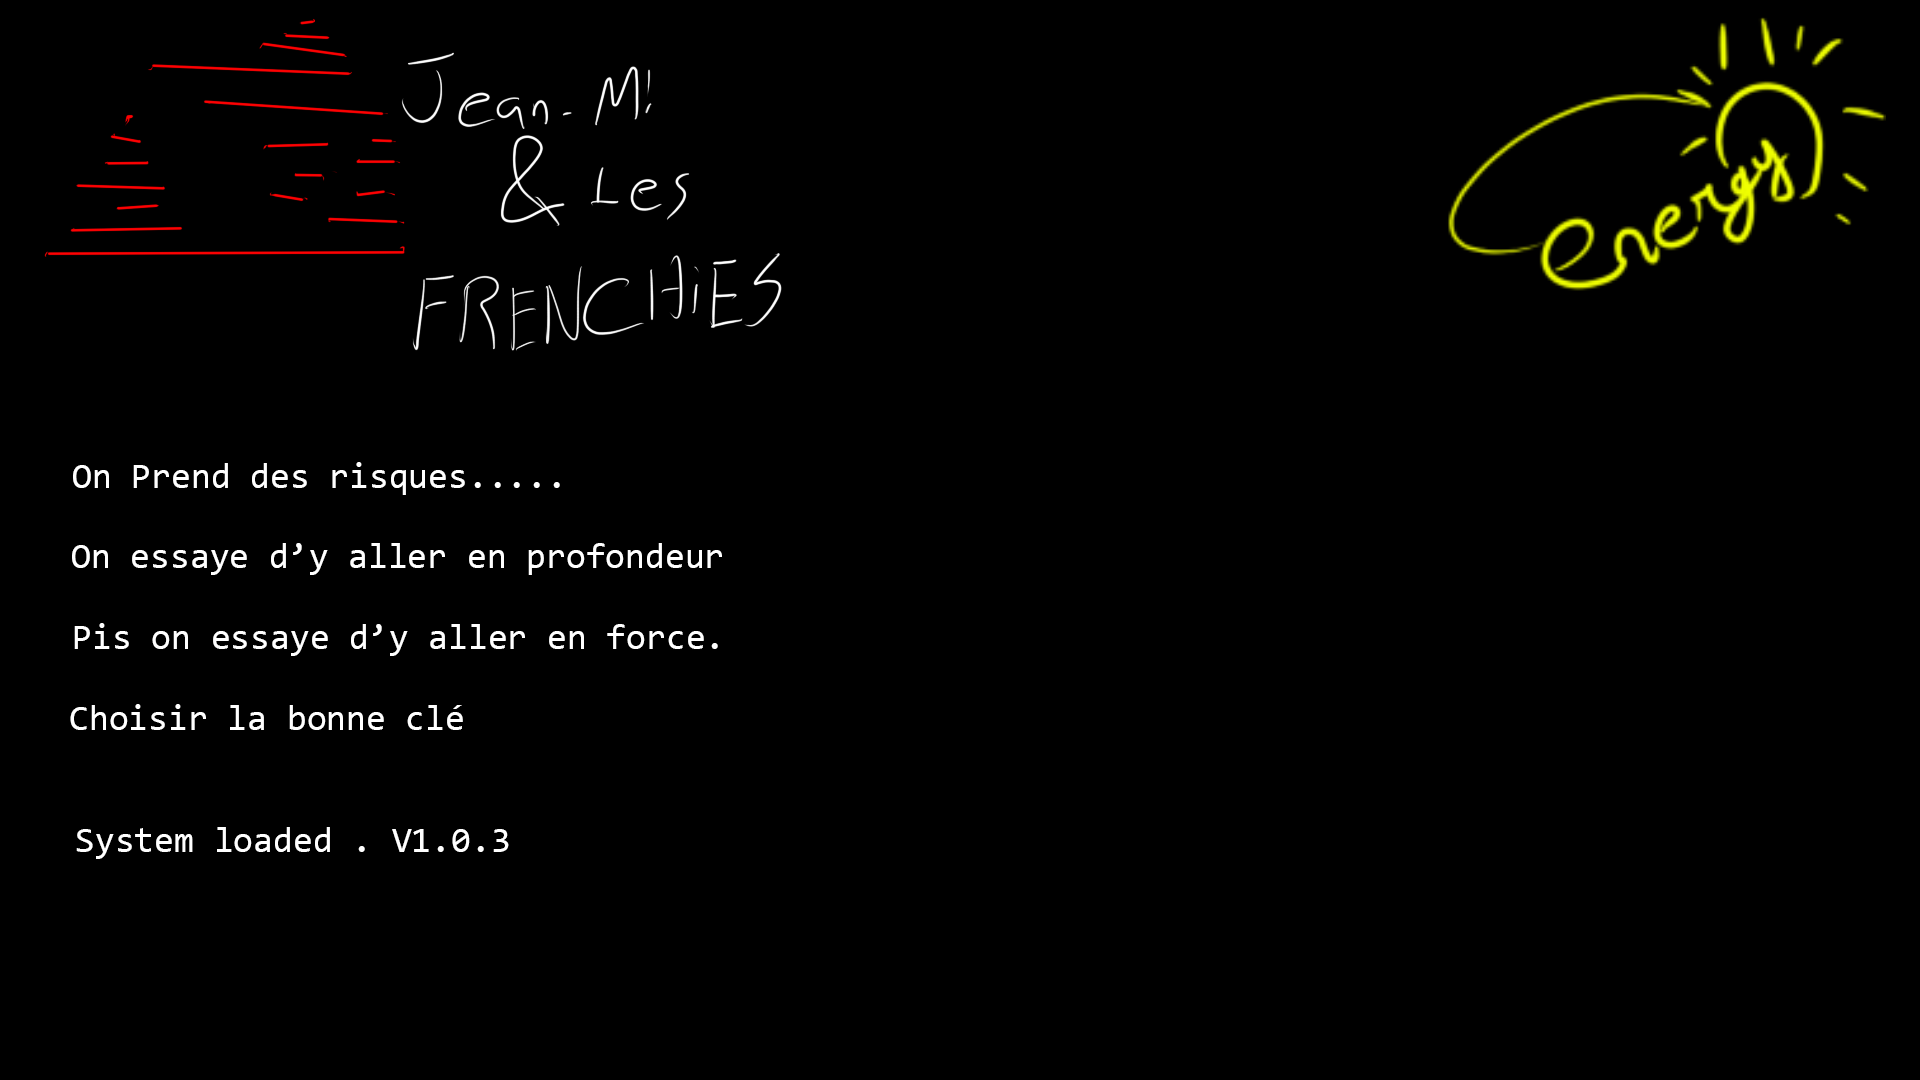 Jean-Mi
& Les
FRENCHIES
energy
On Prend des risques.....
On essaye d’y aller en profondeur
Pis on essaye d’y aller en force.
Choisir la bonne clé
System loaded . V1.0.3